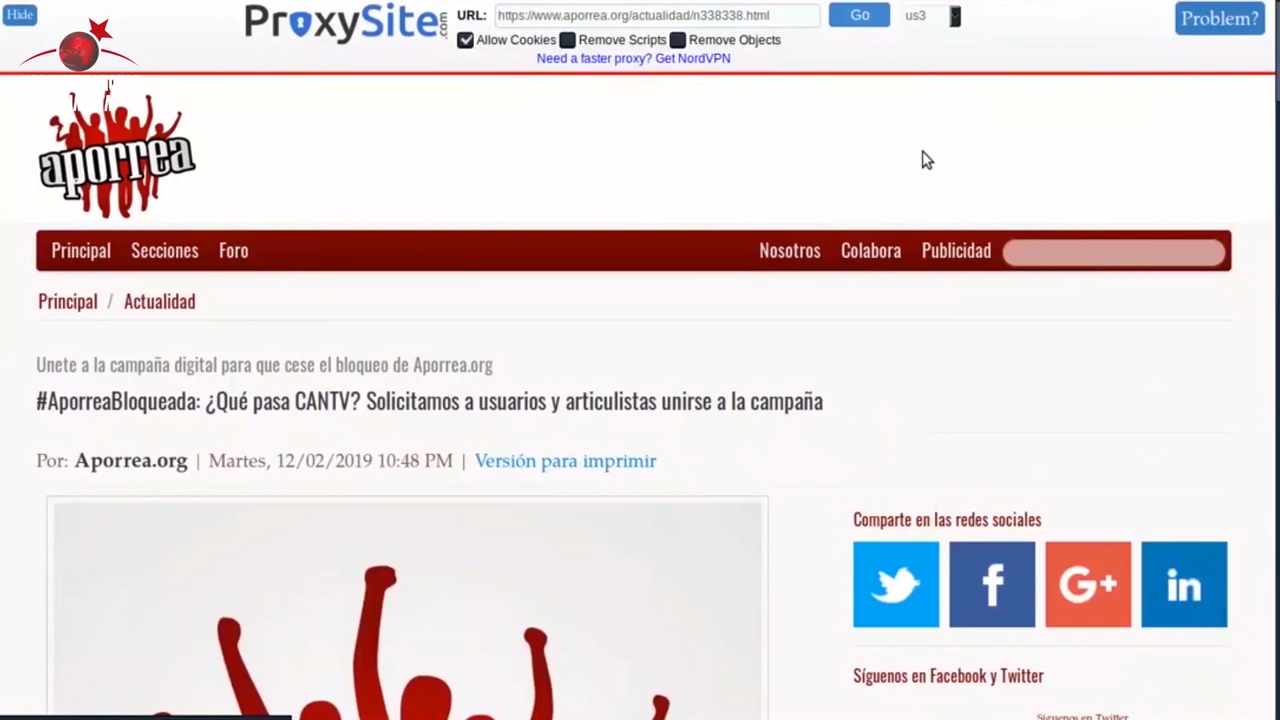 Hide
ProxySite.com
URL: https://www.aporrea.org/actualidad/n338338.html Go us3
Problem?
Allow Cookies Remove Scripts Remove Objects
Need a faster proxy? Get NordVPN
aporrea
Principal Secciones Foro Nosotros Colabora Publicidad
Principal / Actualidad
Unete a la campaña digital para que cese el bloqueo de Aporrea.org
#AporreaBloqueada: ¿Qué pasa CANTV? Solicitamos a usuarios y articulistas unirse a la campaña
Por: Aporrea.org | Martes, 12/02/2019 10:48 PM | Versión para imprimir
Comparte en las redes sociales
f G+ in
Síguenos en Facebook y Twitter
Siguenos en Twitter